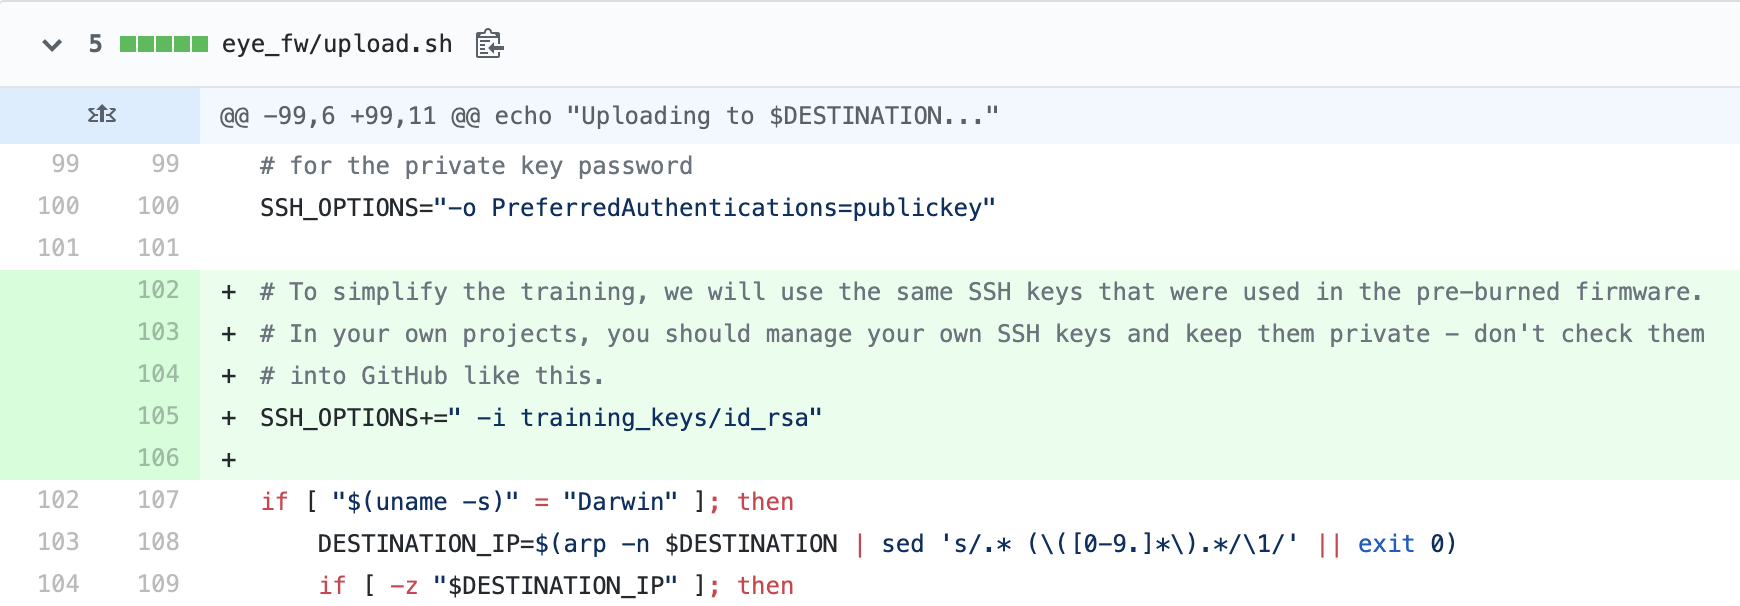 5 eye_fw/upload.sh
@@ -99,6 +99,11 @@ echo "Uploading to $DESTINATION..."
99 99 # for the private key password
100 100 SSH_OPTIONS="-o PreferredAuthentications=publickey"
101 101
102 + # To simplify the training, we will use the same SSH keys that were used in the pre-burned firmware.
103 + # In your own projects, you should manage your own SSH keys and keep them private - don't check them
104 + # into GitHub like this.
105 + SSH_OPTIONS+=" -i training_keys/id_rsa"
106 +
102 107 if [ "$(uname -s)" = "Darwin" ]; then
103 108 DESTINATION_IP=$(arp -n $DESTINATION | sed 's/.* (\([0-9.]*\).*/\1/' || exit 0)
104 109 if [ -z "$DESTINATION_IP" ]; then